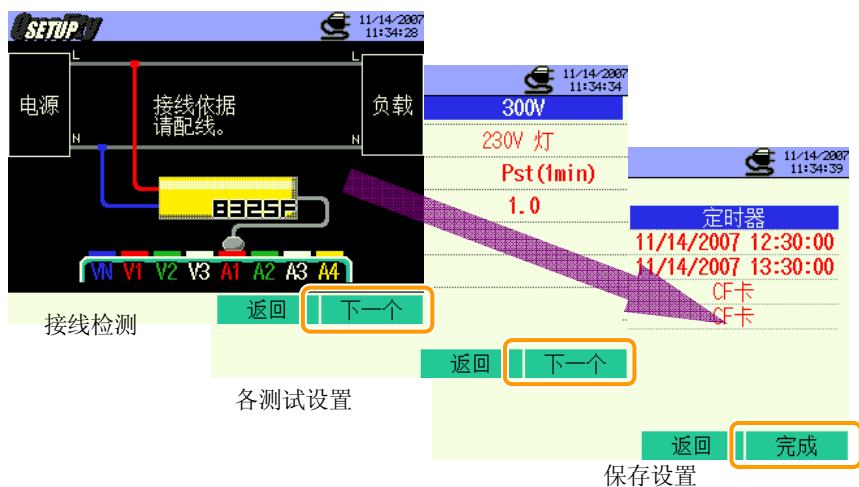 SETUP
11/14/2007
11:34:28
L
L
电源
接线依据
请配线。
负载
N
N
8325F
VN V1 V2 V3 A1 A2 A3 A4
返回 下一个
接线检测
11/14/2007
11:34:34
300V
230V 灯
Pst(1min)
1.0
返回 下一个
各测试设置
11/14/2007
11:34:39
定时器
11/14/2007 12:30:00
11/14/2007 13:30:00
CF卡
CF卡
返回 完成
保存设置